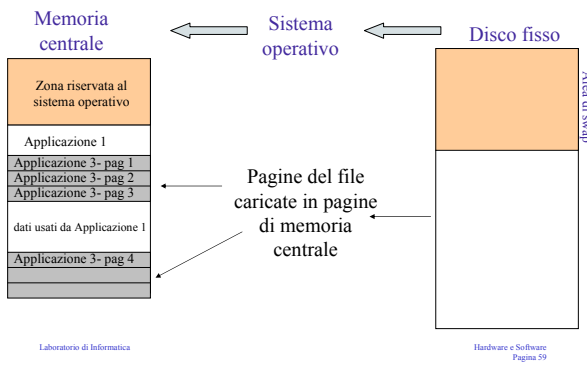 Memoria
centrale
Sistema
operativo
Disco fisso
Zona riservata al
sistema operativo
Area di swap
Applicazione 1
Applicazione 3- pag 1
Applicazione 3- pag 2
Applicazione 3- pag 3
dati usati da Applicazione 1
Applicazione 3- pag 4
Pagine del file
caricate in pagine
di memoria
centrale
Laboratorio di Informatica
Hardware e Software
Pagina 59